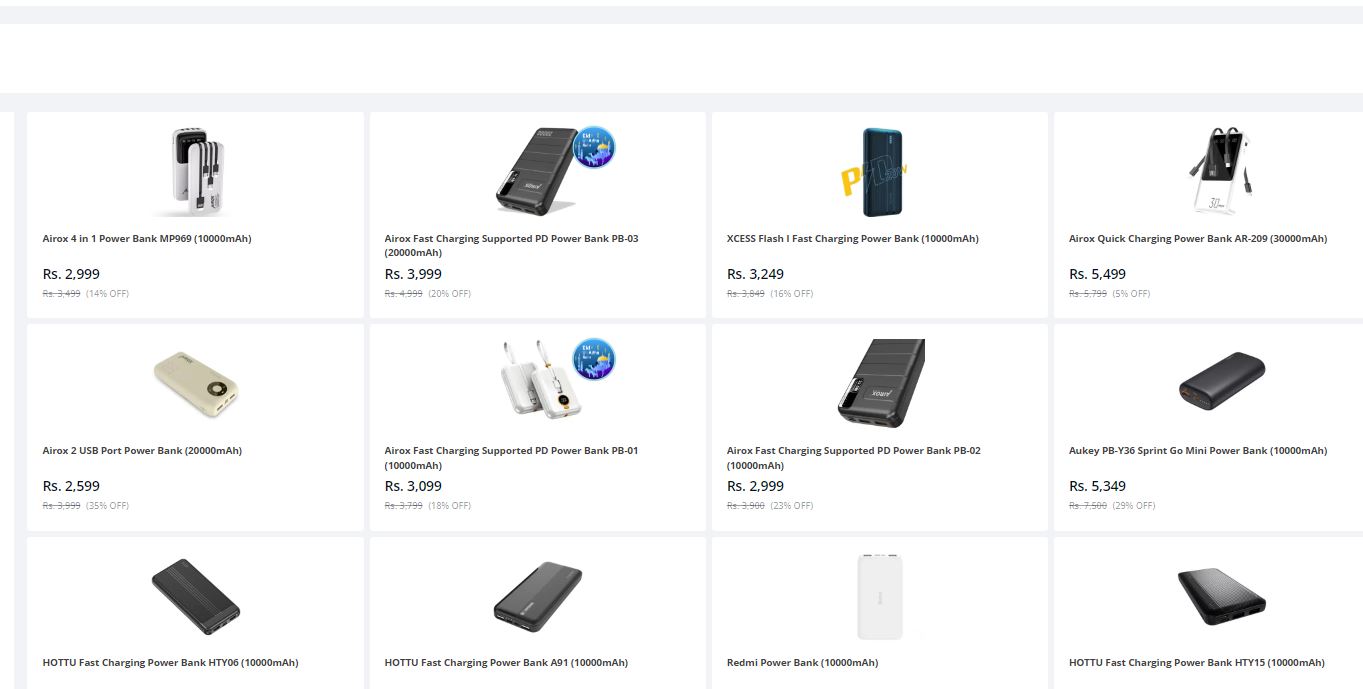 Airox 4 in 1 Power Bank MP969 (10000mAh)
Rs. 2,999
Rs. 3,499 (14% OFF)
20000
AIROX
Airox Fast Charging Supported PD Power Bank PB-03
(20000mAh)
Rs. 3,999
Rs. 4,999 (20% OFF)
XCESS Flash I Fast Charging Power Bank (10000mAh)
Rs. 3,249
Rs. 3,849 (16% OFF)
Airox Quick Charging Power Bank AR-209 (30000mAh)
Rs. 5,499
Rs. 5,799 (5% OFF)
Airox 2 USB Port Power Bank (20000mAh)
Rs. 2,599
Rs. 3,999 (35% OFF)
Airox Fast Charging Supported PD Power Bank PB-01
(10000mAh)
Rs. 3,099
Rs. 3,799 (18% OFF)
AIROX
Airox Fast Charging Supported PD Power Bank PB-02
(10000mAh)
Rs. 2,999
Rs. 3,900 (23% OFF)
Aukey PB-Y36 Sprint Go Mini Power Bank (10000mAh)
Rs. 5,349
Rs. 7,500 (29% OFF)
HOTTU Fast Charging Power Bank HTY06 (10000mAh)
HOTTU Fast Charging Power Bank A91 (10000mAh)
Redmi Power Bank (10000mAh)
HOTTU Fast Charging Power Bank HTY15 (10000mAh)